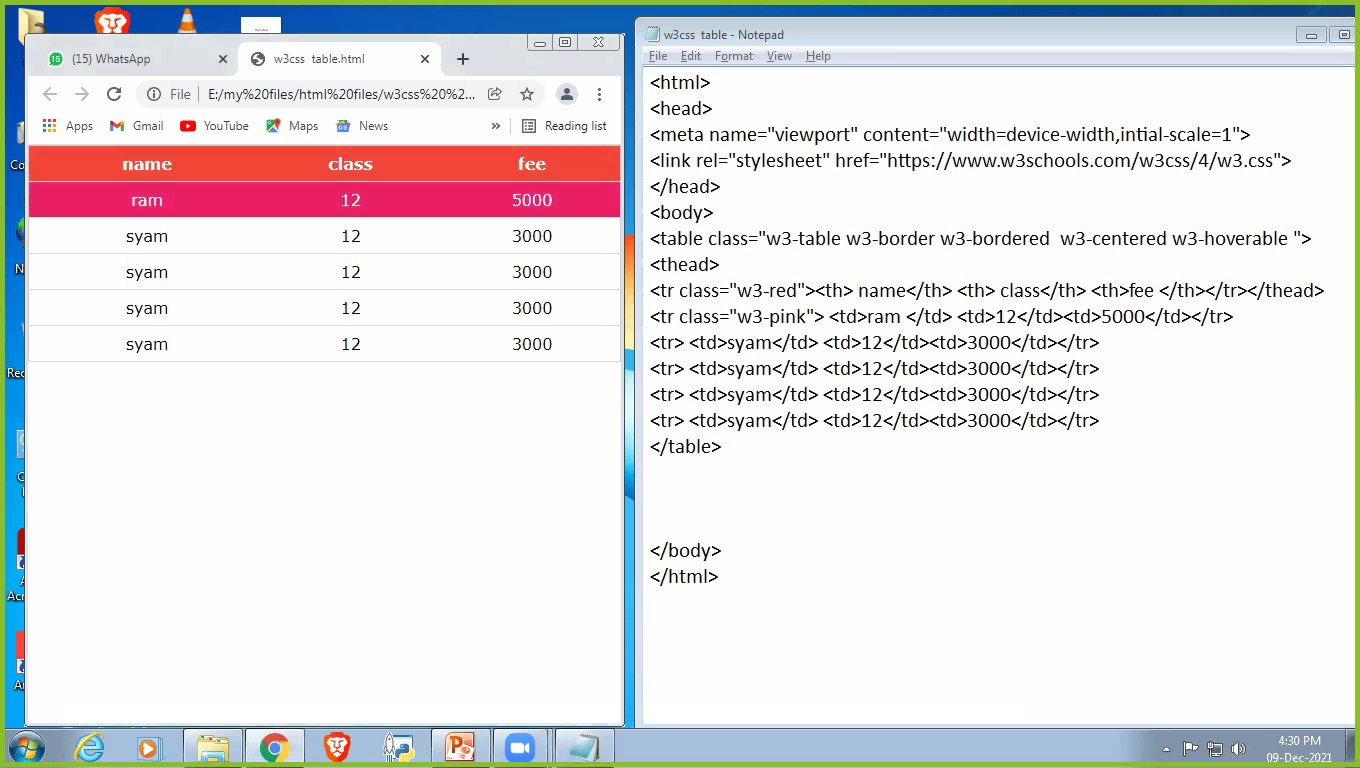 (15) WhatsApp
w3css table.html
File
E:/my%20files/html%20files/w3css%20%2...
Apps
Gmail
YouTube
Maps
News
»
Reading list
name class fee
ram 12 5000
syam 12 3000
syam 12 3000
syam 12 3000
syam 12 3000
w3css table - Notepad
File Edit Format View Help
<html>
<head>
<meta name="viewport" content="width=device-width,intial-scale=1">
<link rel="stylesheet" href="https://www.w3schools.com/w3css/4/w3.css">
</head>
<body>
<table class="w3-table w3-border w3-bordered  w3-centered w3-hoverable ">
<thead>
<tr class="w3-red"><th> name</th> <th> class</th> <th>fee </th></tr></thead>
<tr class="w3-pink"> <td>ram </td> <td>12</td><td>5000</td></tr>
<tr> <td>syam</td> <td>12</td><td>3000</td></tr>
<tr> <td>syam</td> <td>12</td><td>3000</td></tr>
<tr> <td>syam</td> <td>12</td><td>3000</td></tr>
<tr> <td>syam</td> <td>12</td><td>3000</td></tr>
</table>
</body>
</html>
4:30 PM
09-Dec-2021